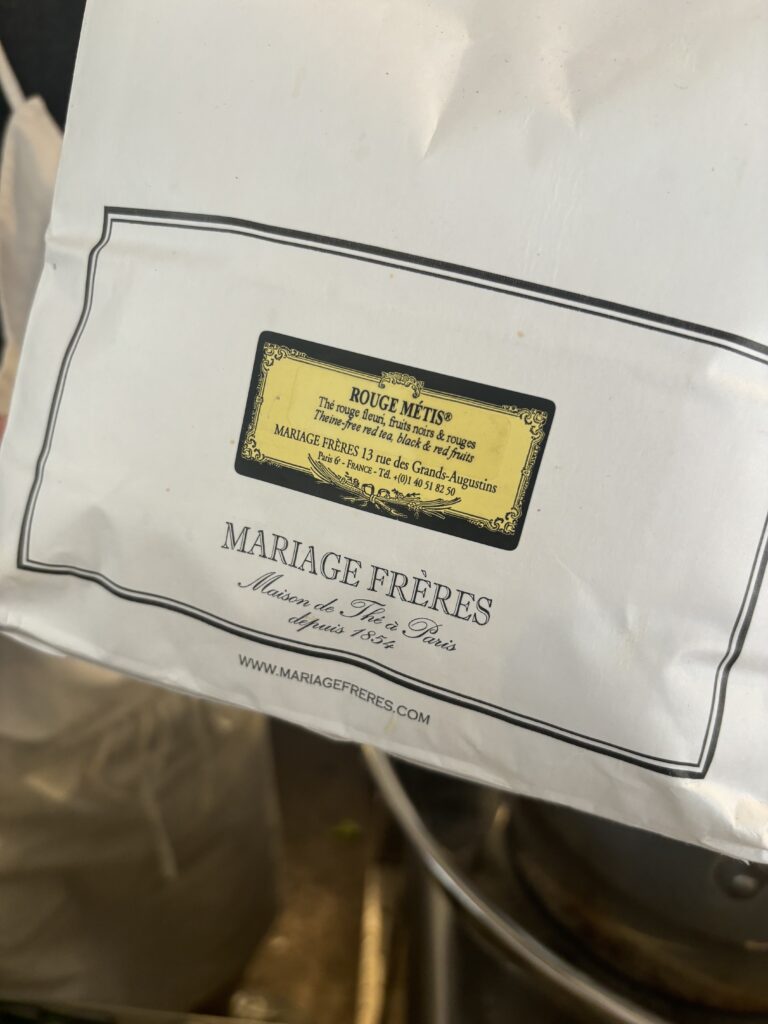 ROUGE MÉTIS®
Thé rouge fleuri, fruits noirs & rouges
Theine-free red tea, black & red fruits
MARIAGE FRÈRES 13 rue des Grands-Augustins
Paris 6e - FRANCE - Tél. +(0)1 40 51 82 50
MARIAGE FRÈRES
Maison de Thé à Paris
depuis 1854
WWW.MARIAGEFRERES.COM